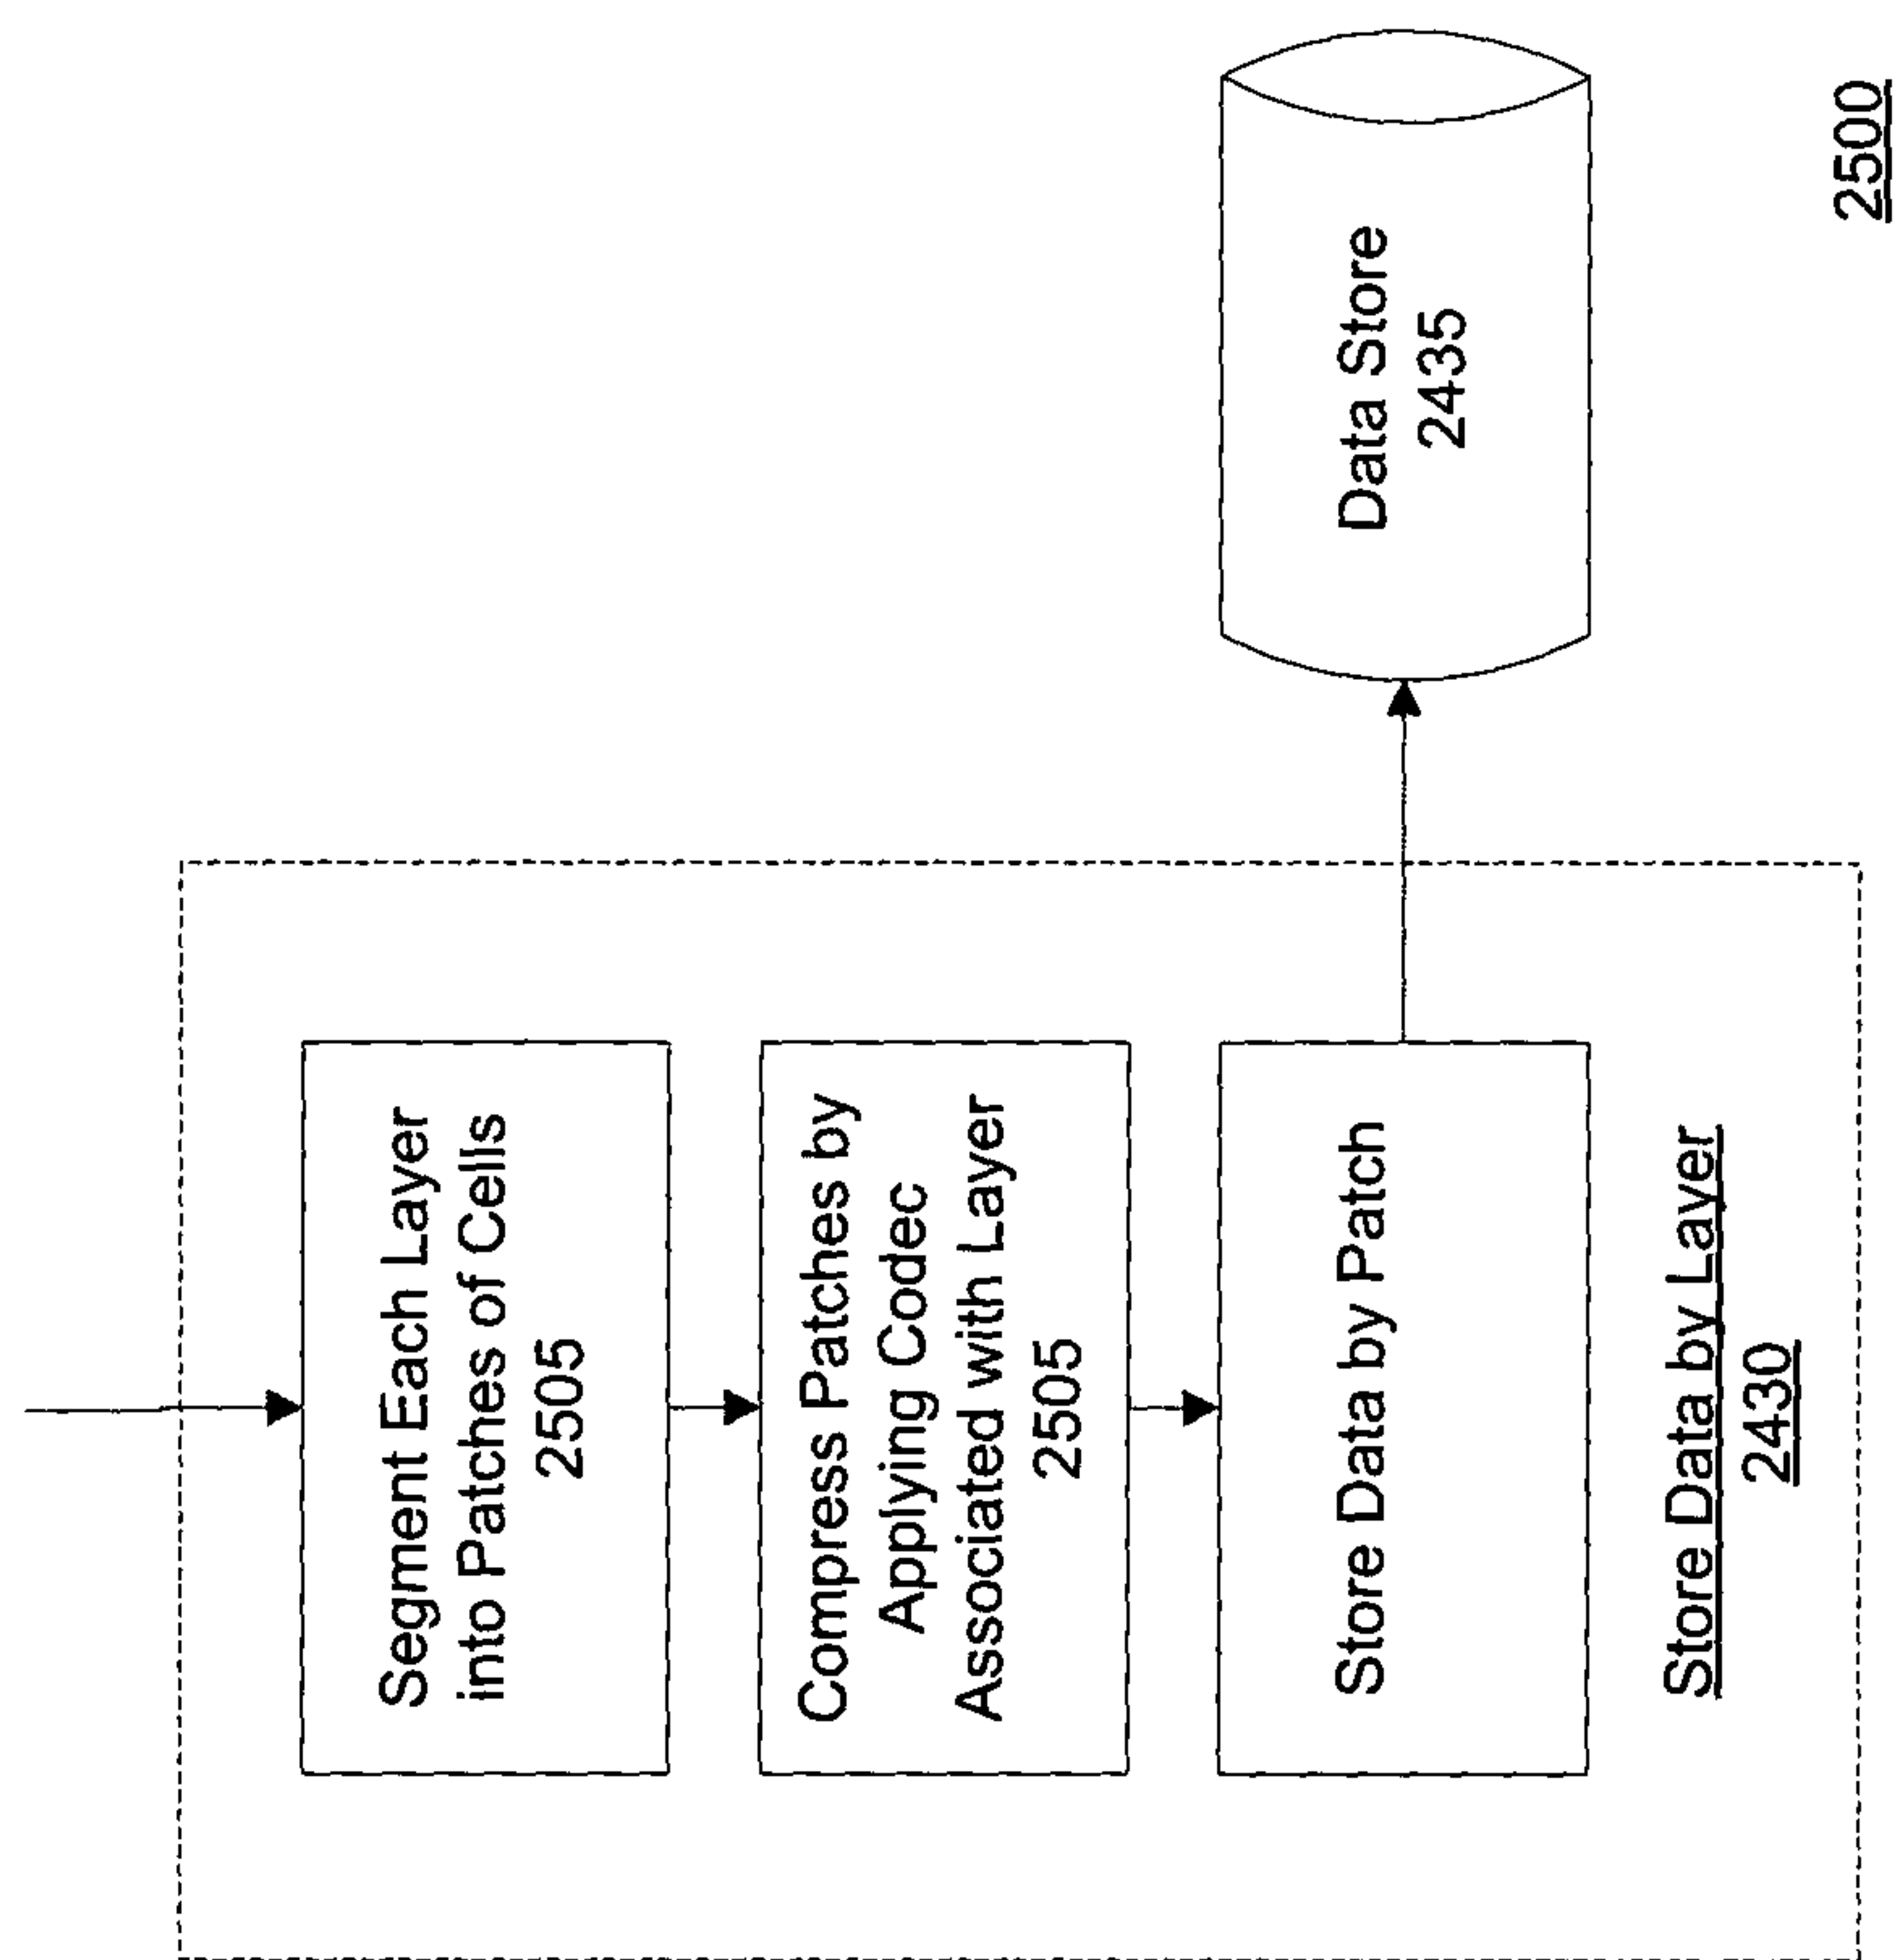 Segment Each Layer
into Patches of Cells
2505
Compress Patches by
Applying Codec
Associated with Layer
2505
Store Data by Patch
Store Data by Layer
2430
Data Store
2435
2500